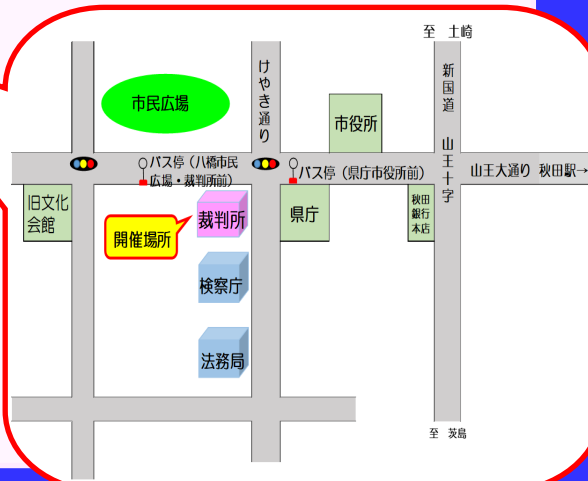 至 土崎
けやき通り
新国道
市民広場
市役所
山王十字
バス停（八橋市民
広場・裁判所前）
バス停（県庁市役所前）
山王大通り 秋田駅→
旧文化
会館
裁判所
県庁
秋田
銀行
本店
開催場所
検察庁
法務局
至 茨島